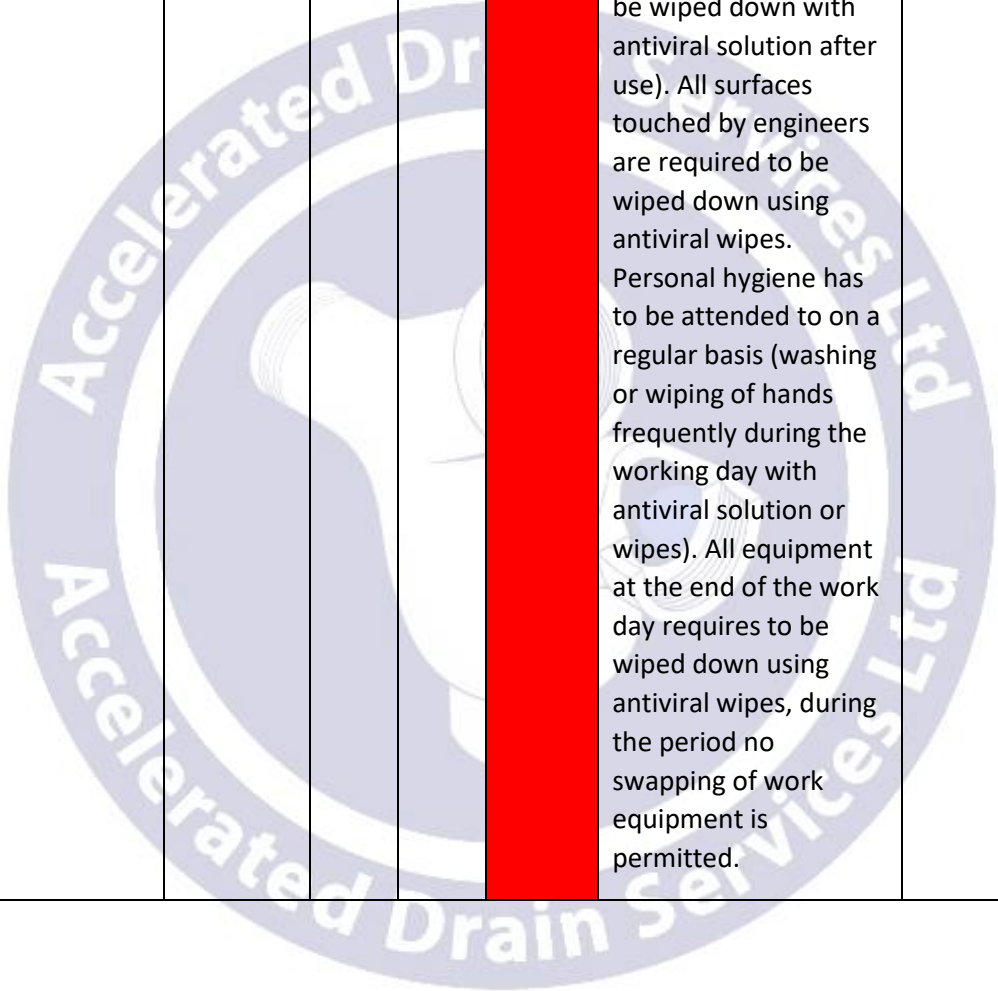 be wiped down with
antiviral solution after
use). All surfaces
touched by engineers
are required to be
wiped down using
antiviral wipes.
Personal hygiene has
to be attended to on a
regular basis (washing
or wiping of hands
frequently during the
working day with
antiviral solution or
wipes). All equipment
at the end of the work
day requires to be
wiped down using
antiviral wipes, during
the period no
swapping of work
equipment is
permitted.
Accelerated Drain Services Ltd
Accelerated Drain Services Ltd